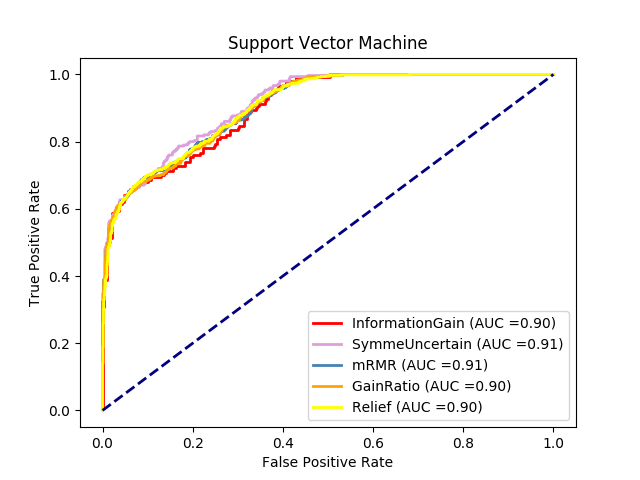 Support Vector Machine
True Positive Rate
1.0
0.8
0.6
0.4
0.2
0.0
InformationGain (AUC =0.90)
SymmeUncertain (AUC =0.91)
mRMR (AUC =0.91)
GainRatio (AUC =0.90)
Relief (AUC =0.90)
0.0 0.2 0.4 0.6 0.8 1.0
False Positive Rate